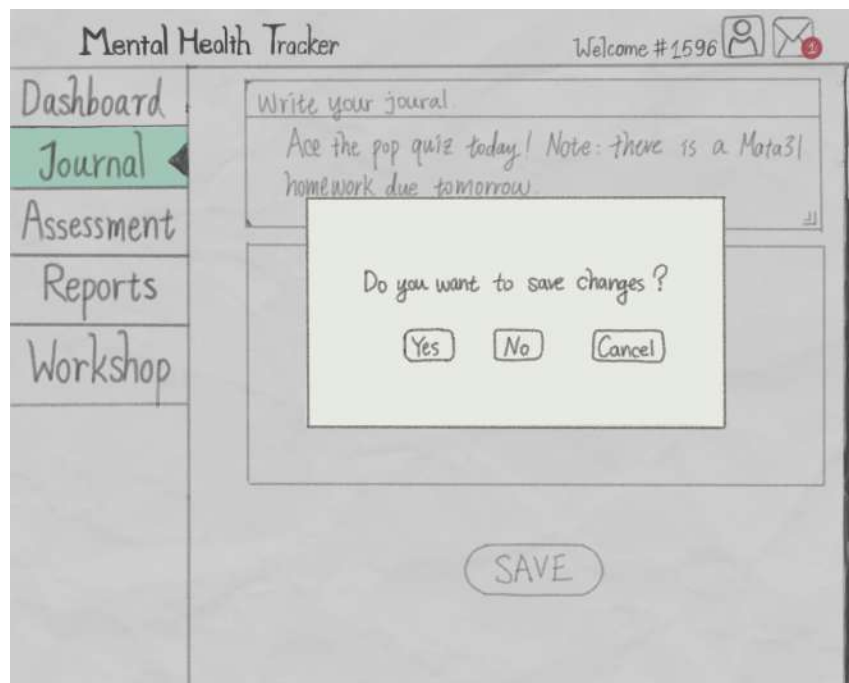 Mental Health Tracker
Welcome #1596
1
Dashboard
Journal
Assessment
Reports
Workshop
Write your joural
Ace the pop quiz today! Note: there is a Mata31
homework due tomorrow.
Do you want to save changes?
Yes
No
Cancel
SAVE